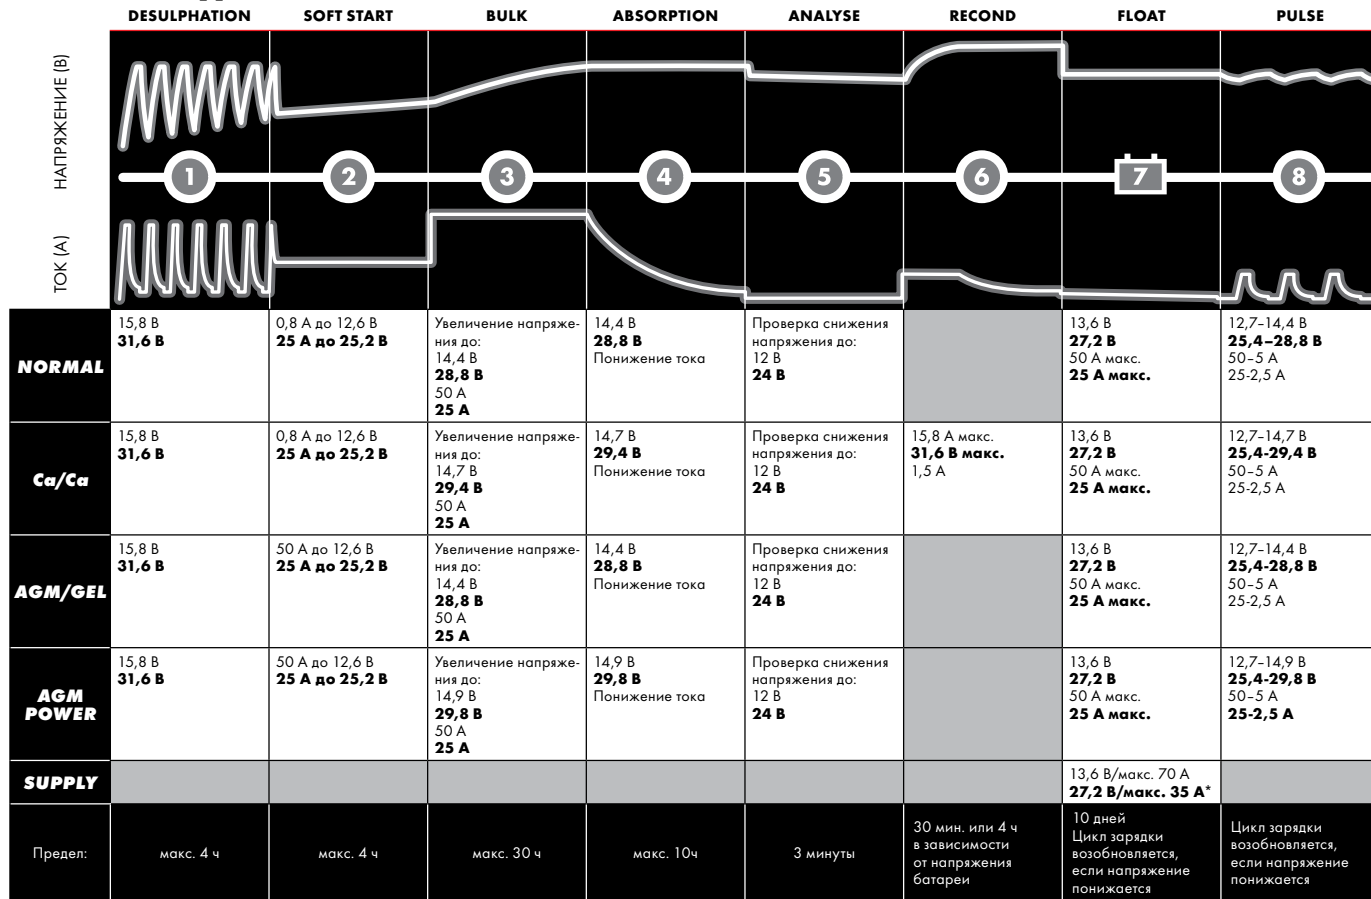 DESULPHATION
SOFT START
BULK
ABSORPTION
ANALYSE
RECOND
FLOAT
PULSE
НАПРЯЖЕНИЕ (В)
1
2
3
4
5
6
7
8
ТОК (А)
NORMAL
15,8 В
31,6 В
0,8 А до 12,6 В
25 А до 25,2 В
Увеличение напряже-
ния до:
14,4 В
28,8 В
50 А
25 А
14,4 В
28,8 В
Понижение тока
Проверка снижения
напряжения до:
12 В
24 В
13,6 В
27,2 В
50 А макс.
25 А макс.
12,7–14,4 В
25,4–28,8 В
50–5 А
25-2,5 А
Ca/Ca
15,8 В
31,6 В
0,8 А до 12,6 В
25 А до 25,2 В
Увеличение напряже-
ния до:
14,7 В
29,4 В
50 А
25 А
14,7 В
29,4 В
Понижение тока
Проверка снижения
напряжения до:
12 В
24 В
15,8 А макс.
31,6 В макс.
1,5 А
13,6 В
27,2 В
50 А макс.
25 А макс.
12,7–14,7 В
25,4-29,4 В
50–5 А
25-2,5 А
AGM/GEL
15,8 В
31,6 В
50 А до 12,6 В
25 А до 25,2 В
Увеличение напряже-
ния до:
14,4 В
28,8 В
50 А
25 А
14,4 В
28,8 В
Понижение тока
Проверка снижения
напряжения до:
12 В
24 В
13,6 В
27,2 В
50 А макс.
25 А макс.
12,7–14,4 В
25,4-28,8 В
50–5 А
25-2,5 А
AGM
POWER
15,8 В
31,6 В
50 А до 12,6 В
25 А до 25,2 В
Увеличение напряже-
ния до:
14,9 В
29,8 В
50 А
25 А
14,9 В
29,8 В
Понижение тока
Проверка снижения
напряжения до:
12 В
24 В
13,6 В
27,2 В
50 А макс.
25 А макс.
12,7–14,9 В
25,4-29,8 В
50–5 А
25-2,5 А
SUPPLY
13,6 В/макс. 70 А
27,2 В/макс. 35 А*
Предел:
макс. 4 ч
макс. 4 ч
макс. 30 ч
макс. 10ч
3 минуты
30 мин. или 4 ч
в зависимости
от напряжения
батареи
10 дней
Цикл зарядки
возобновляется,
если напряжение
понижается
Цикл зарядки
возобновляется,
если напряжение
понижается